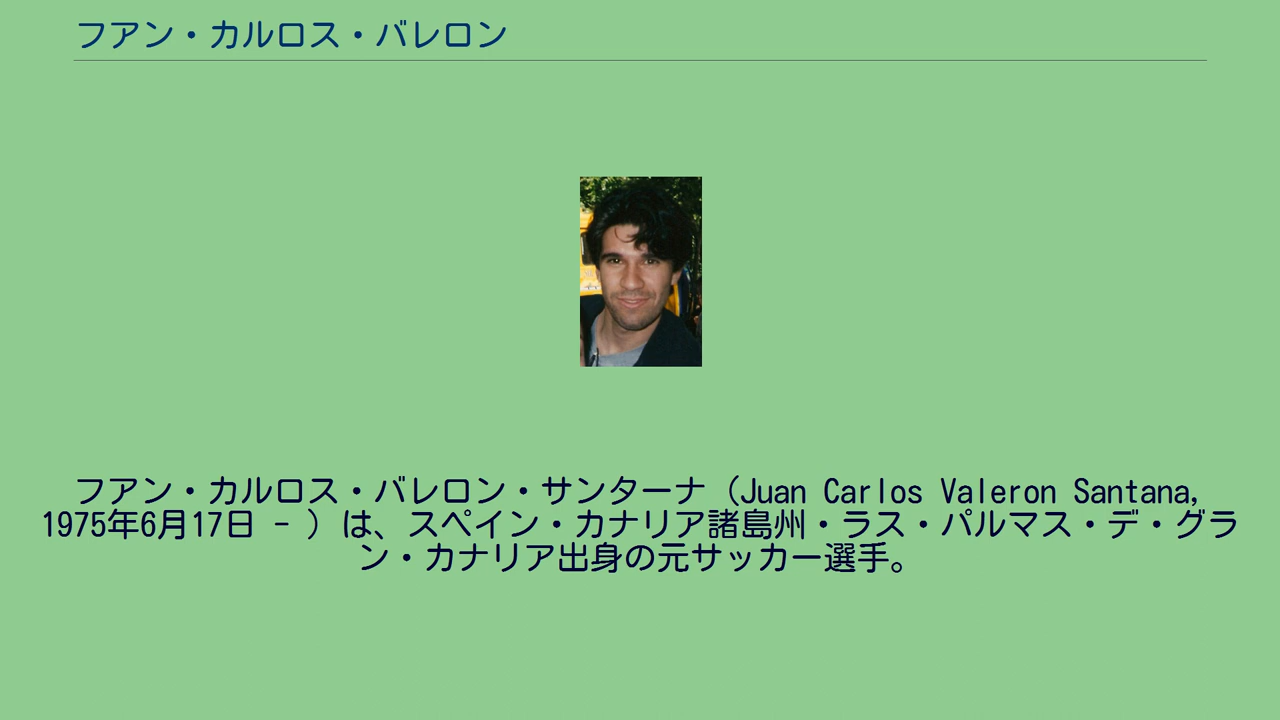 フアン・カルロス・バレロン
フアン・カルロス・バレロン・サンターナ（Juan Carlos Valeron Santana,
1975年6月17日 - ）は、スペイン・カナリア諸島州・ラス・パルマス・デ・グラ
ン・カナリア出身の元サッカー選手。